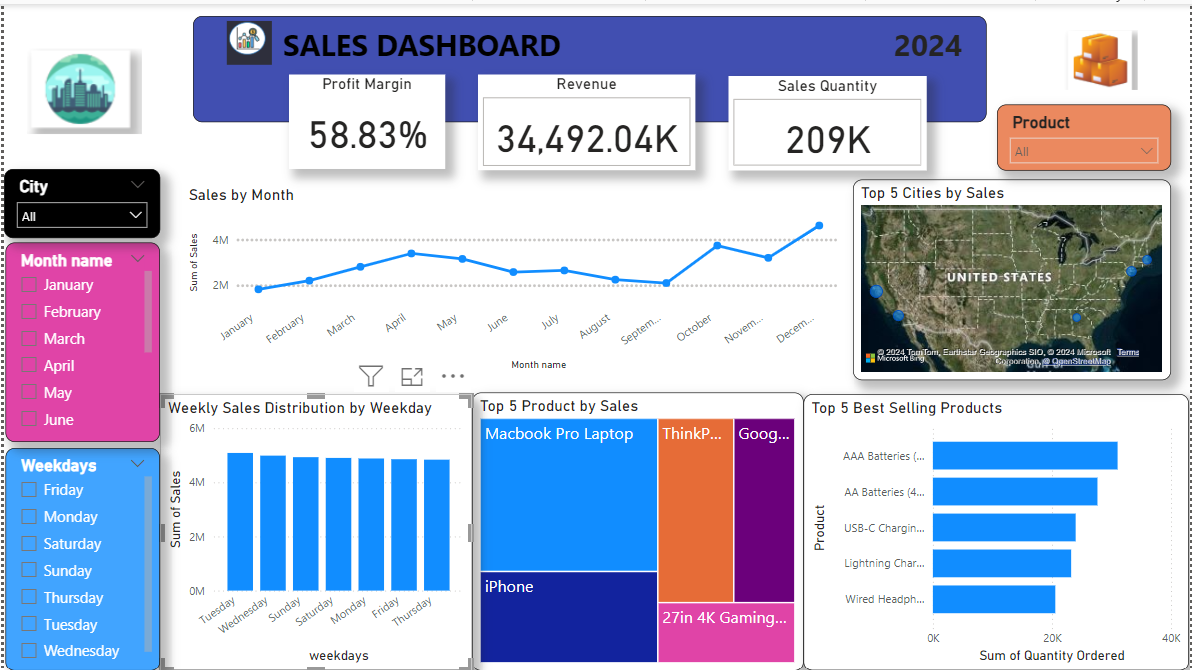 SALES DASHBOARD
2024
Profit Margin
58.83%
Revenue
34,492.04K
Sales Quantity
209K
Product
All
City
All
Month name
January
February
March
April
May
June
Weekdays
Friday
Monday
Saturday
Sunday
Thursday
Tuesday
Wednesday
Sales by Month
Sum of Sales
4M
2M
January
February
March
April
May
June
July
August
Septem...
October
Novem...
Decem...
Month name
Top 5 Cities by Sales
UNITED STATES
© 2024 TomTom, Earthstar Geographics SIO, © 2024 Microsoft Terms
Microsoft Bing
Corporation, © OpenStreetMap
Gulf of
Weekly Sales Distribution by Weekday
Sum of Sales
6M
4M
2M
0M
Tuesday
Wednesday
Sunday
Saturday
Monday
Friday
Thursday
weekdays
Top 5 Product by Sales
Macbook Pro Laptop
iPhone
ThinkP...
Goog...
27in 4K Gaming...
Top 5 Best Selling Products
Product
AAA Batteries (...
AA Batteries (4...
USB-C Chargin...
Lightning Char...
Wired Headph...
0K
20K
40K
Sum of Quantity Ordered